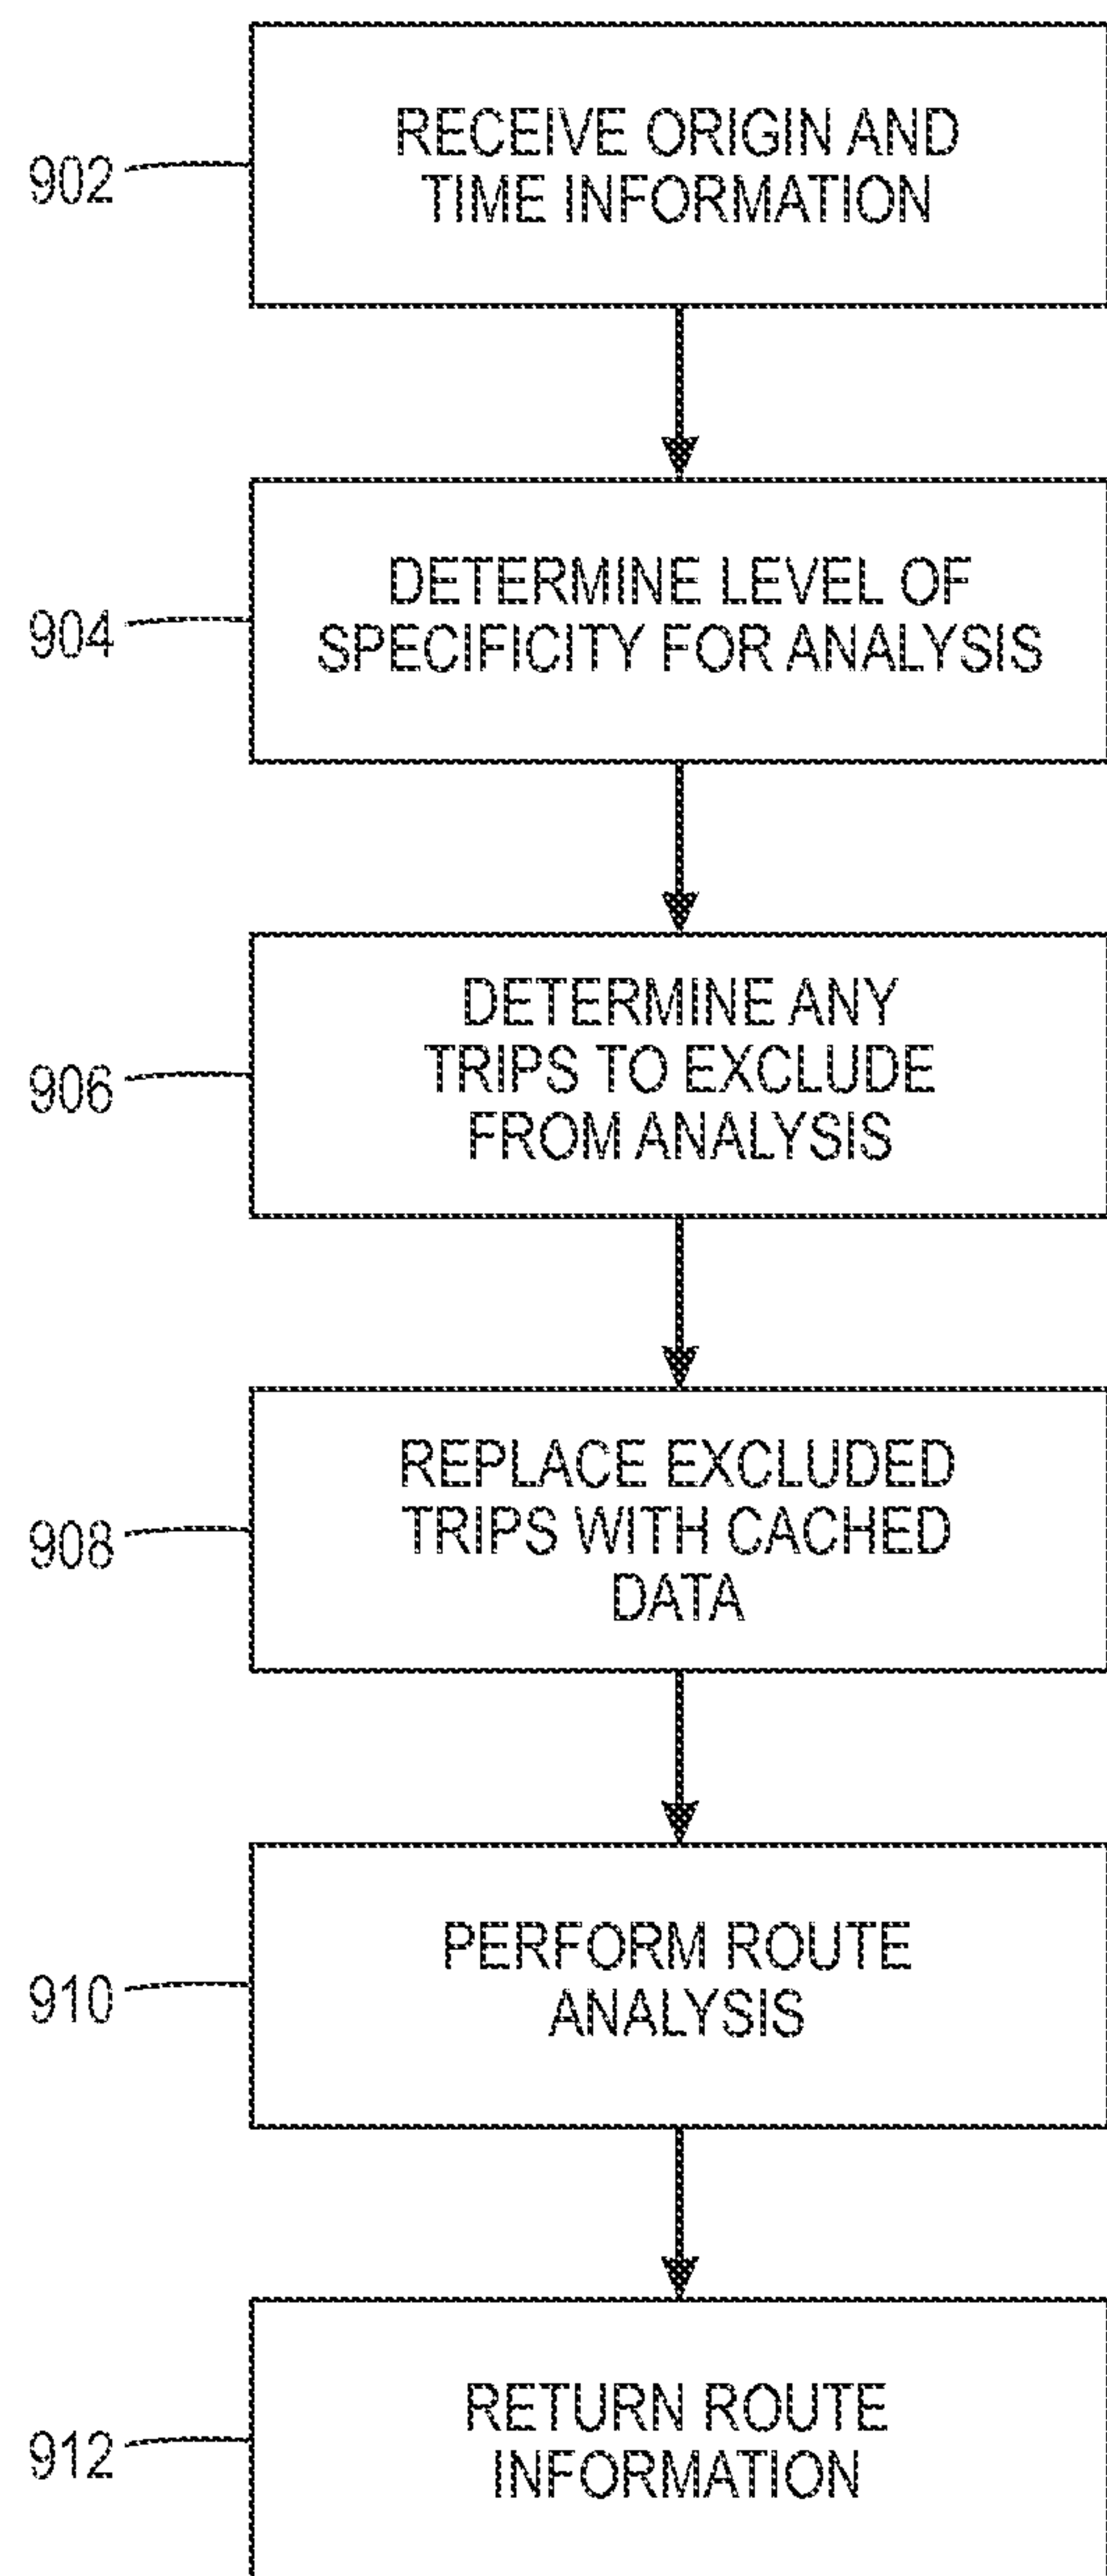 902
RECEIVE ORIGIN AND
TIME INFORMATION
904
DETERMINE LEVEL OF
SPECIFICITY FOR ANALYSIS
906
DETERMINE ANY
TRIPS TO EXCLUDE
FROM ANALYSIS
908
REPLACE EXCLUDED
TRIPS WITH CACHED
DATA
910
PERFORM ROUTE
ANALYSIS
912
RETURN ROUTE
INFORMATION